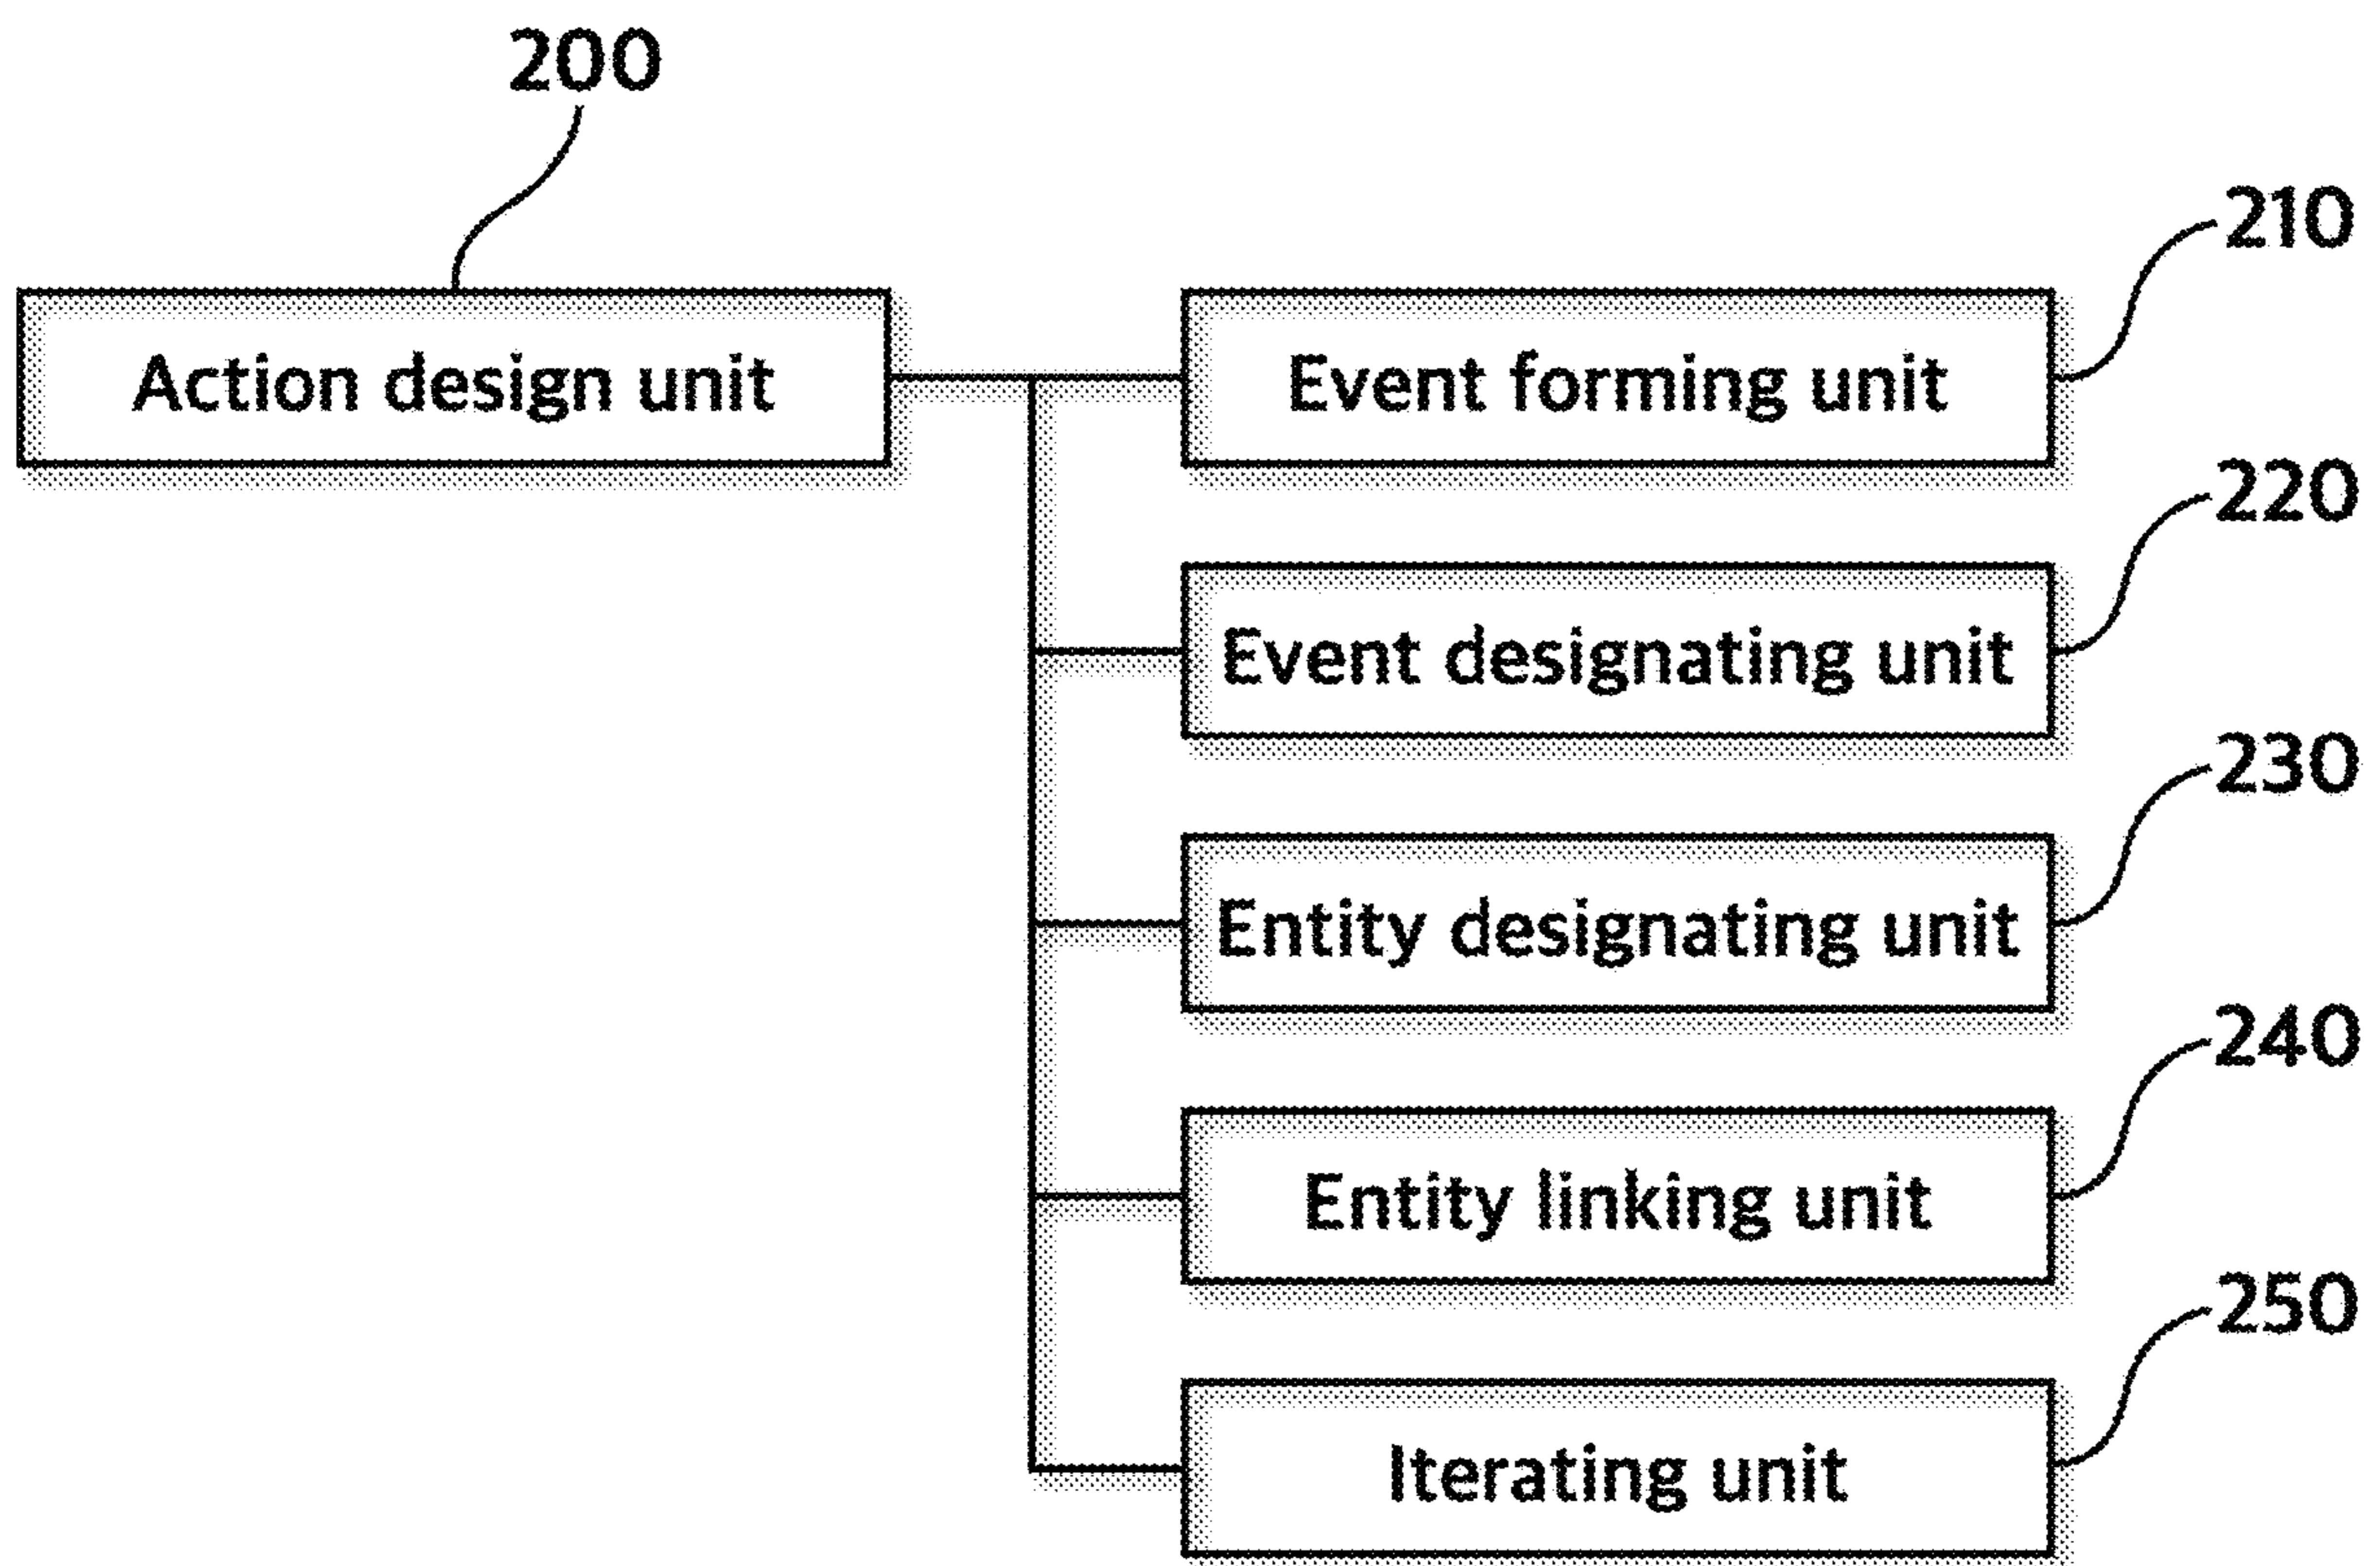 200
210
Action design unit
Event forming unit
220
Event designating unit
230
Entity designating unit
240
Entity linking unit
250
Iterating unit